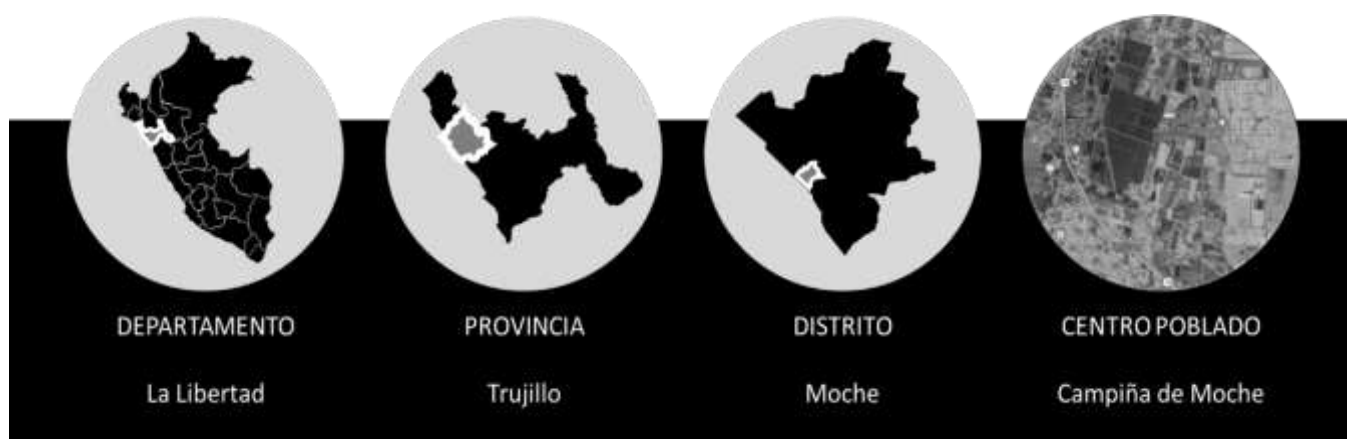 DEPARTAMENTO
La Libertad
PROVINCIA
Trujillo
DISTRITO
Moche
CENTRO POBLADO
Campiña de Moche